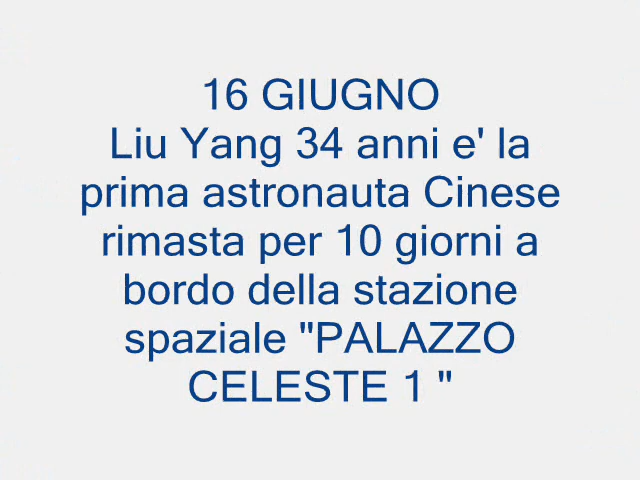 16 GIUGNO
Liu Yang 34 anni e' la
prima astronauta Cinese
rimasta per 10 giorni a
bordo della stazione
spaziale "PALAZZO
CELESTE 1 "